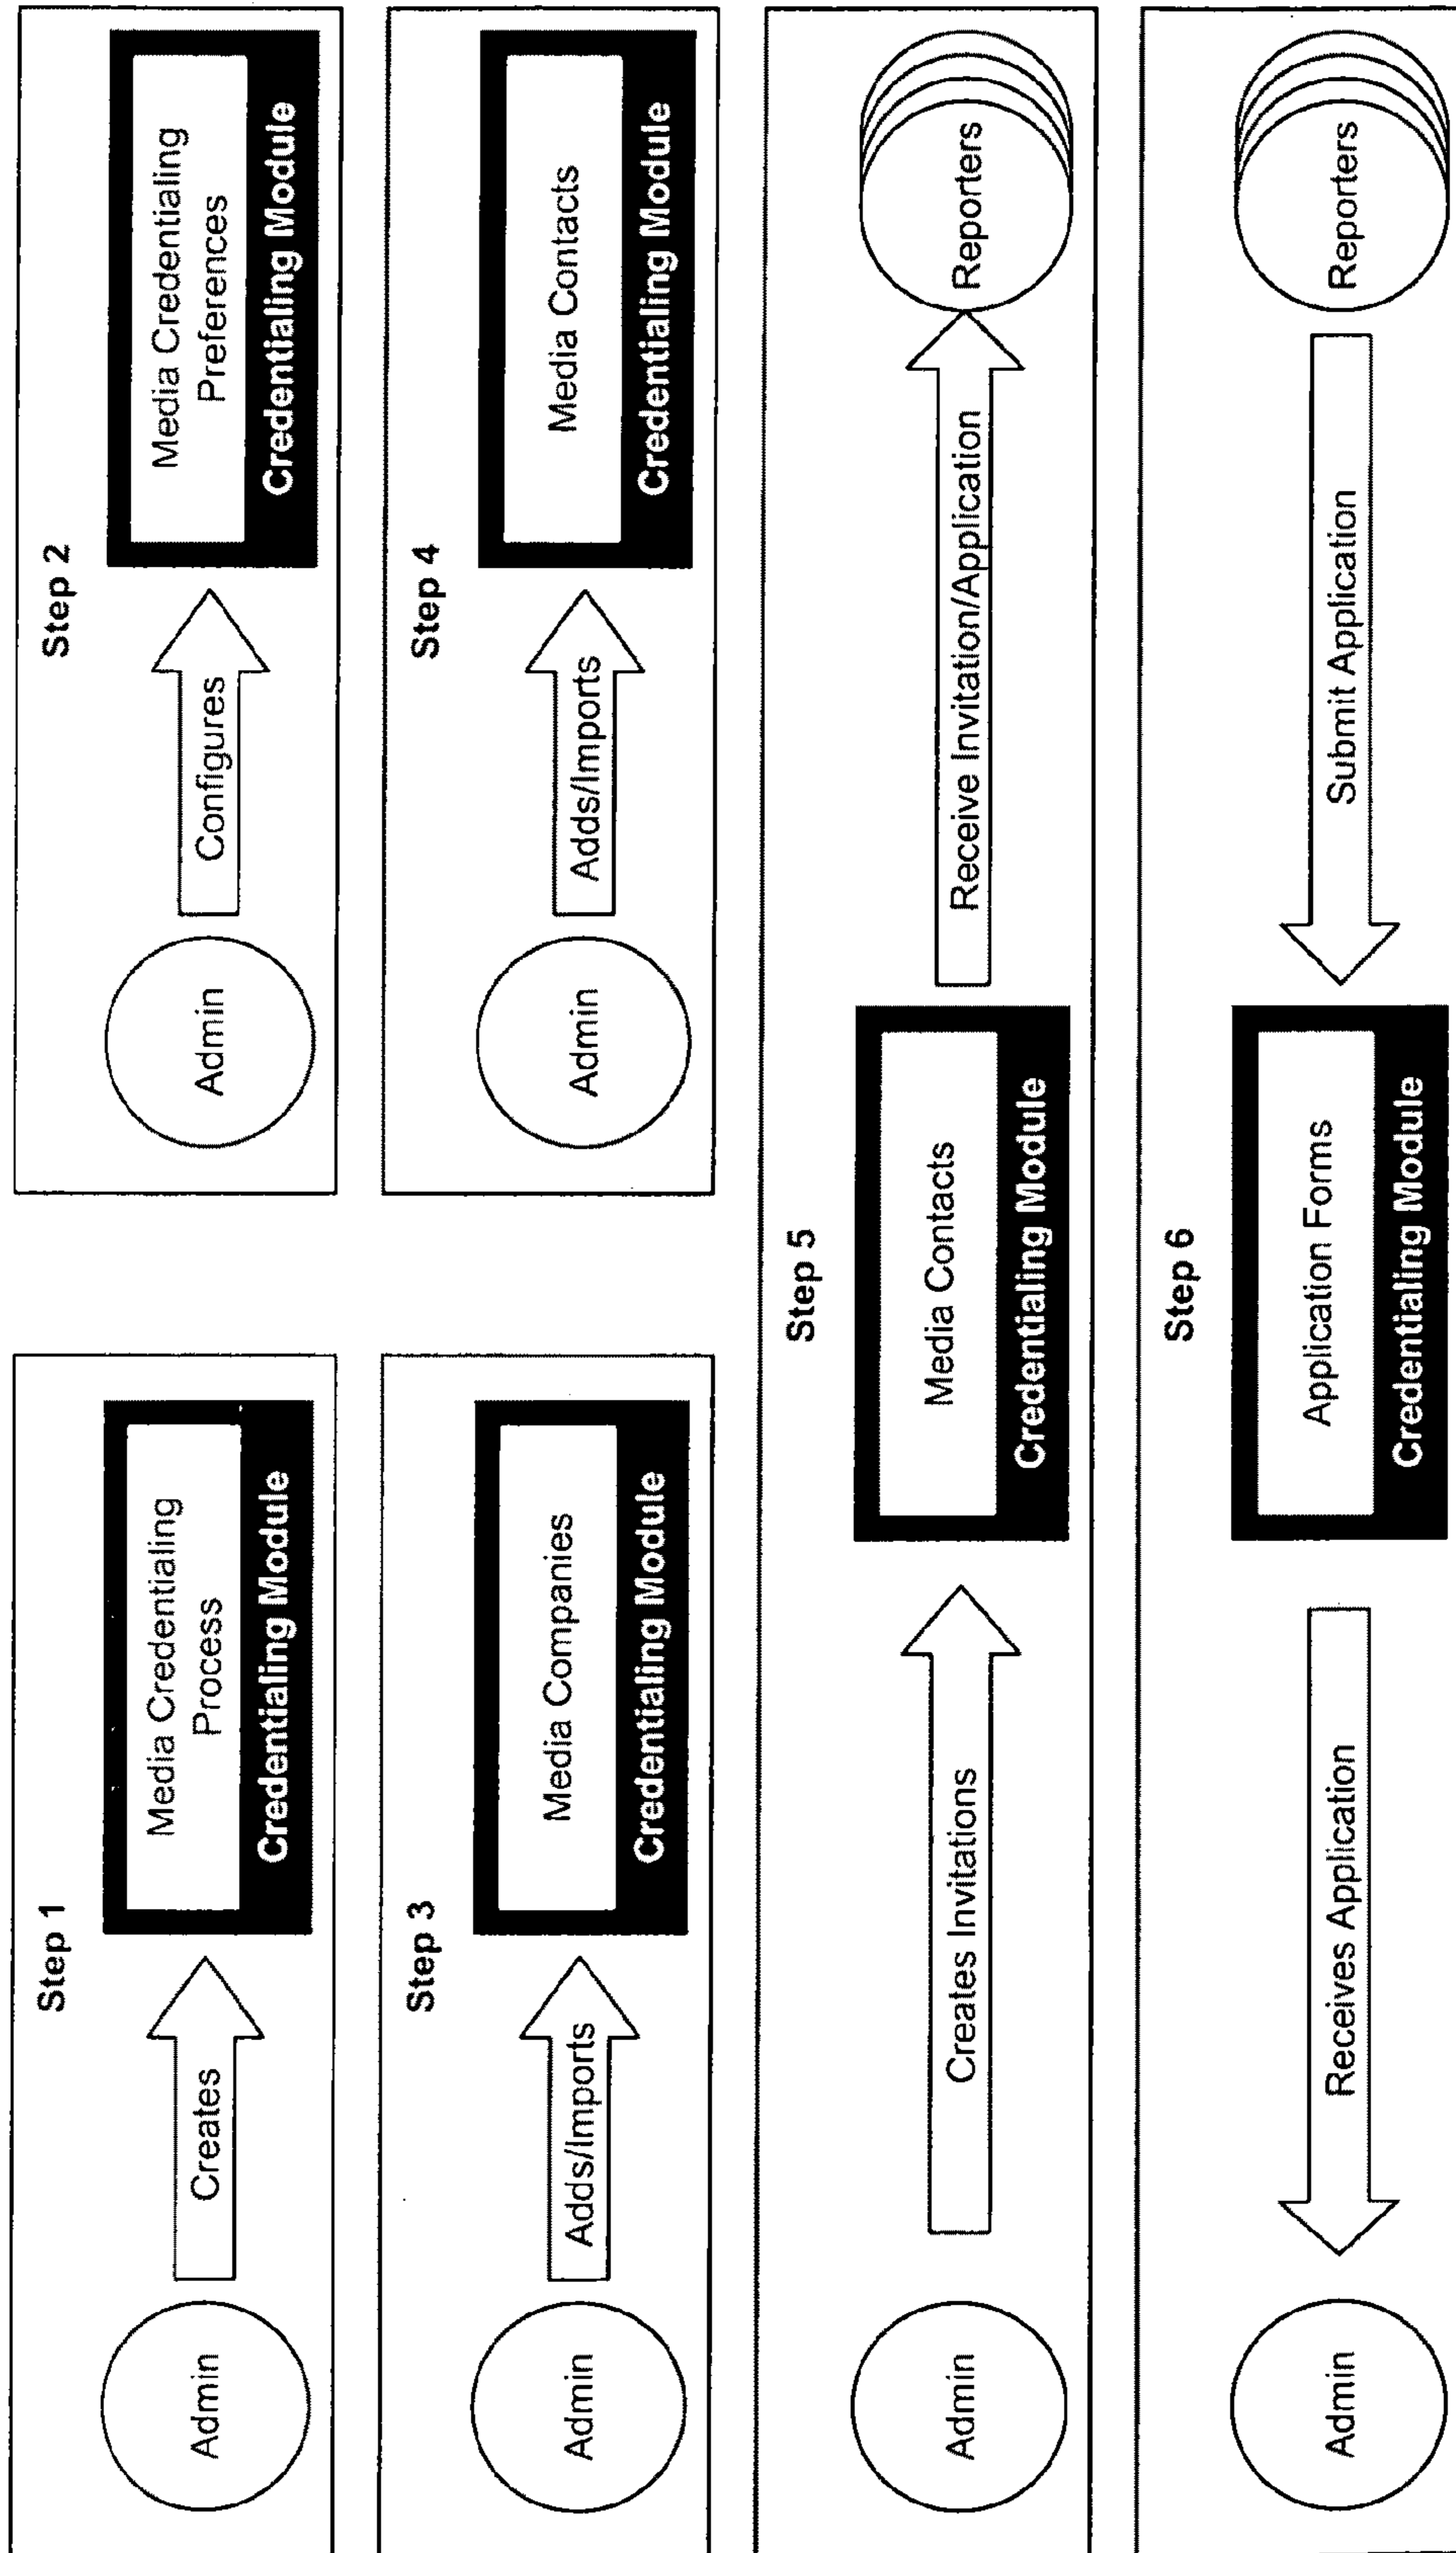 Step 1
Admin
Creates
Media Credentialing
Process
Credentialing Module
Step 2
Admin
Configures
Media Credentialing
Preferences
Credentialing Module
Step 3
Admin
Adds/Imports
Media Companies
Credentialing Module
Step 4
Admin
Adds/Imports
Media Contacts
Credentialing Module
Step 5
Admin
Creates Invitations
Media Contacts
Credentialing Module
Receive Invitation/Application
Reporters
Step 6
Admin
Receives Application
Application Forms
Credentialing Module
Submit Application
Reporters